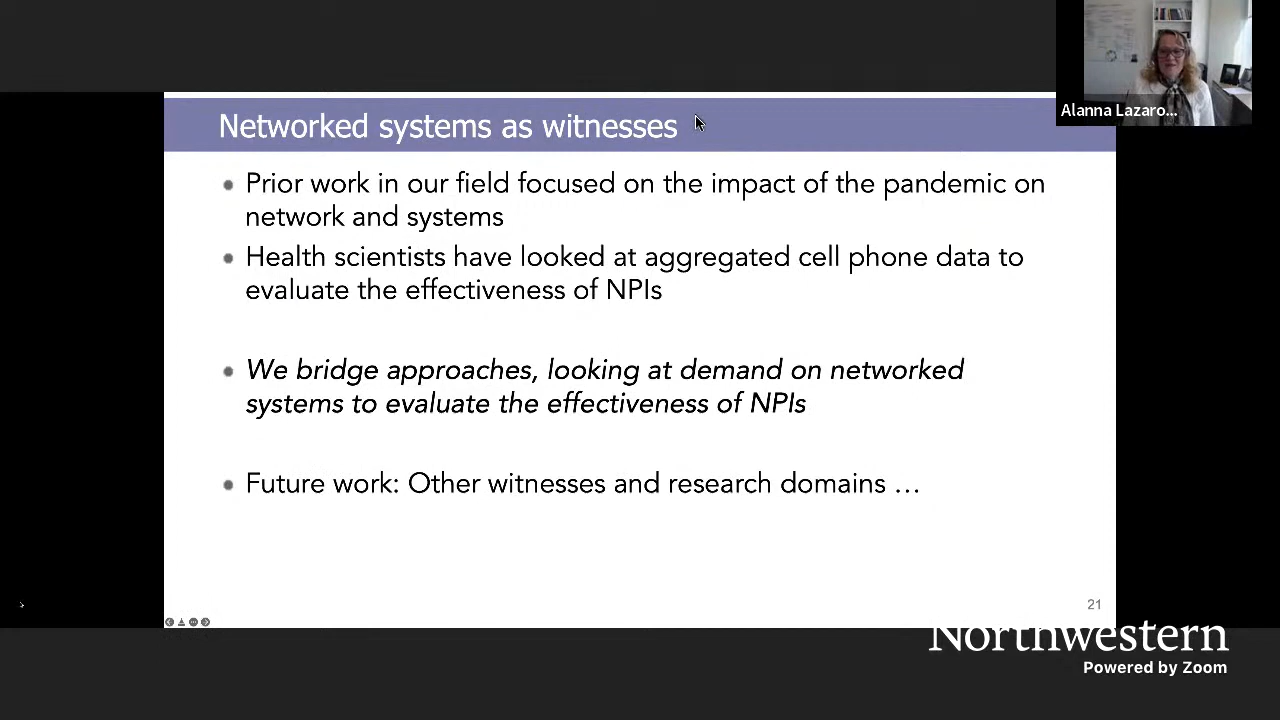 Alanna Lazaro...
Networked systems as witnesses
Prior work in our field focused on the impact of the pandemic on
network and systems
Health scientists have looked at aggregated cell phone data to
evaluate the effectiveness of NPIs
We bridge approaches, looking at demand on networked
systems to evaluate the effectiveness of NPIs
Future work: Other witnesses and research domains …
21
Northwestern
Powered by Zoom